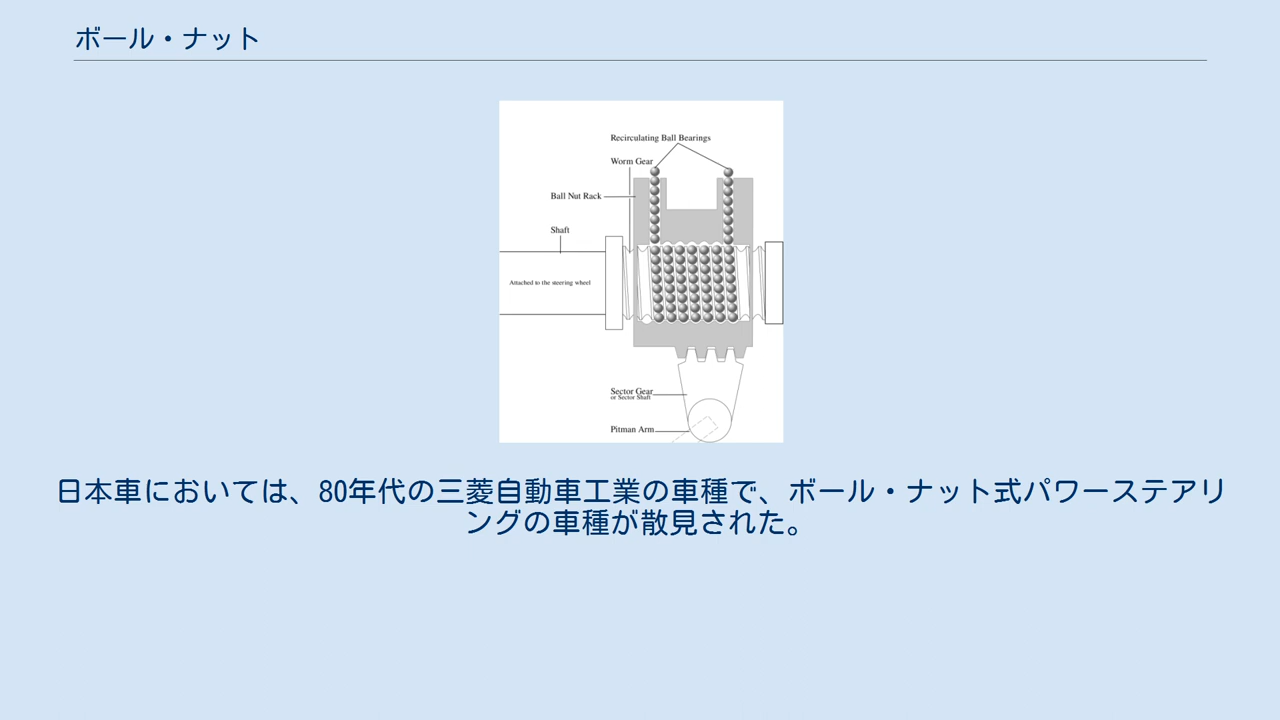 ボール・ナット
Recirculating Ball Bearings
Worm Gear
Ball Nut Rack
Shaft
Attached to the steering wheel
Sector Gear
or Sector Shaft
Pitman Arm
日本車においては、80年代の三菱自動車工業の車種で、ボール・ナット式パワーステアリ
ングの車種が散見された。